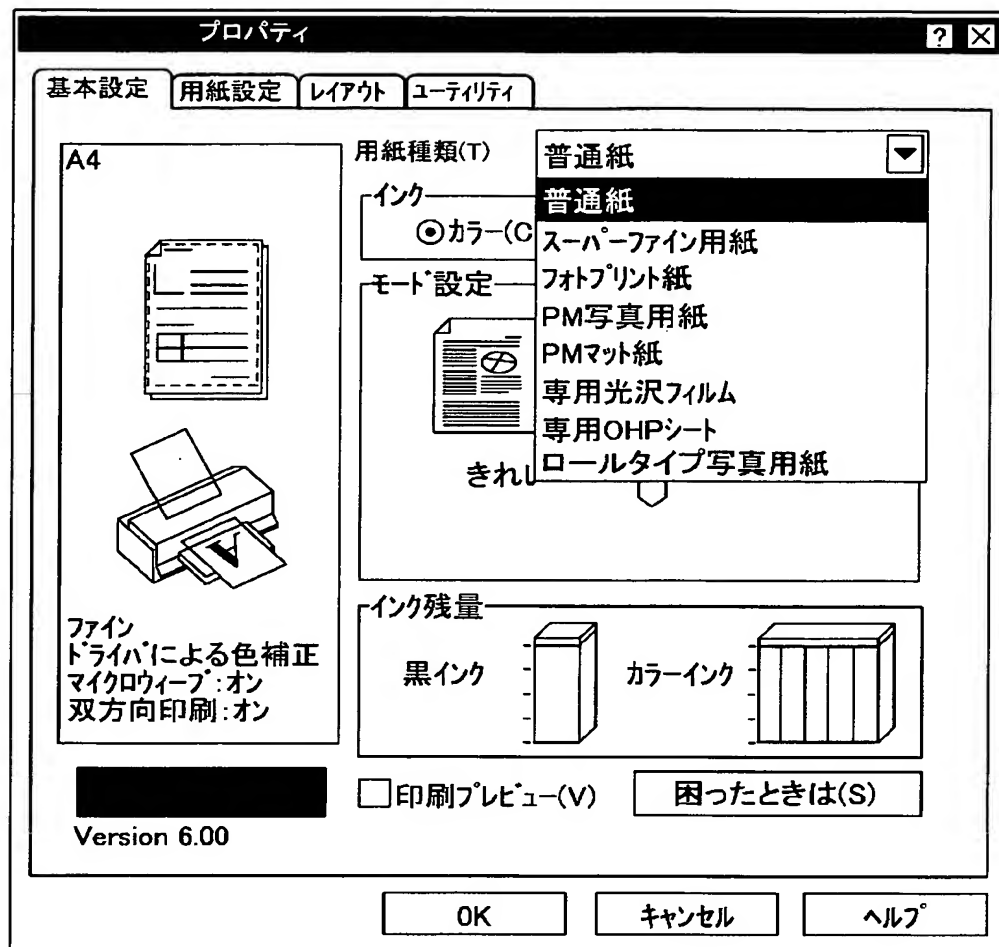 プロパティ
? ×
基本設定 用紙設定 レイアウト ユーティリティ
A4
ファイン
ドライバによる色補正
マイクロウィーブ:オン
双方向印刷:オン
Version 6.00
用紙種類(T) 普通紙
普通紙
スーパーファイン用紙
フォトプリント紙
PM写真用紙
PMマット紙
専用光沢フィルム
専用OHPシート
ロールタイプ写真用紙
インク
カラー(C
モード設定
きれい
インク残量
黒インク カラーインク
印刷プレビュー(V) 困ったときは(S)
OK キャンセル ヘルプ